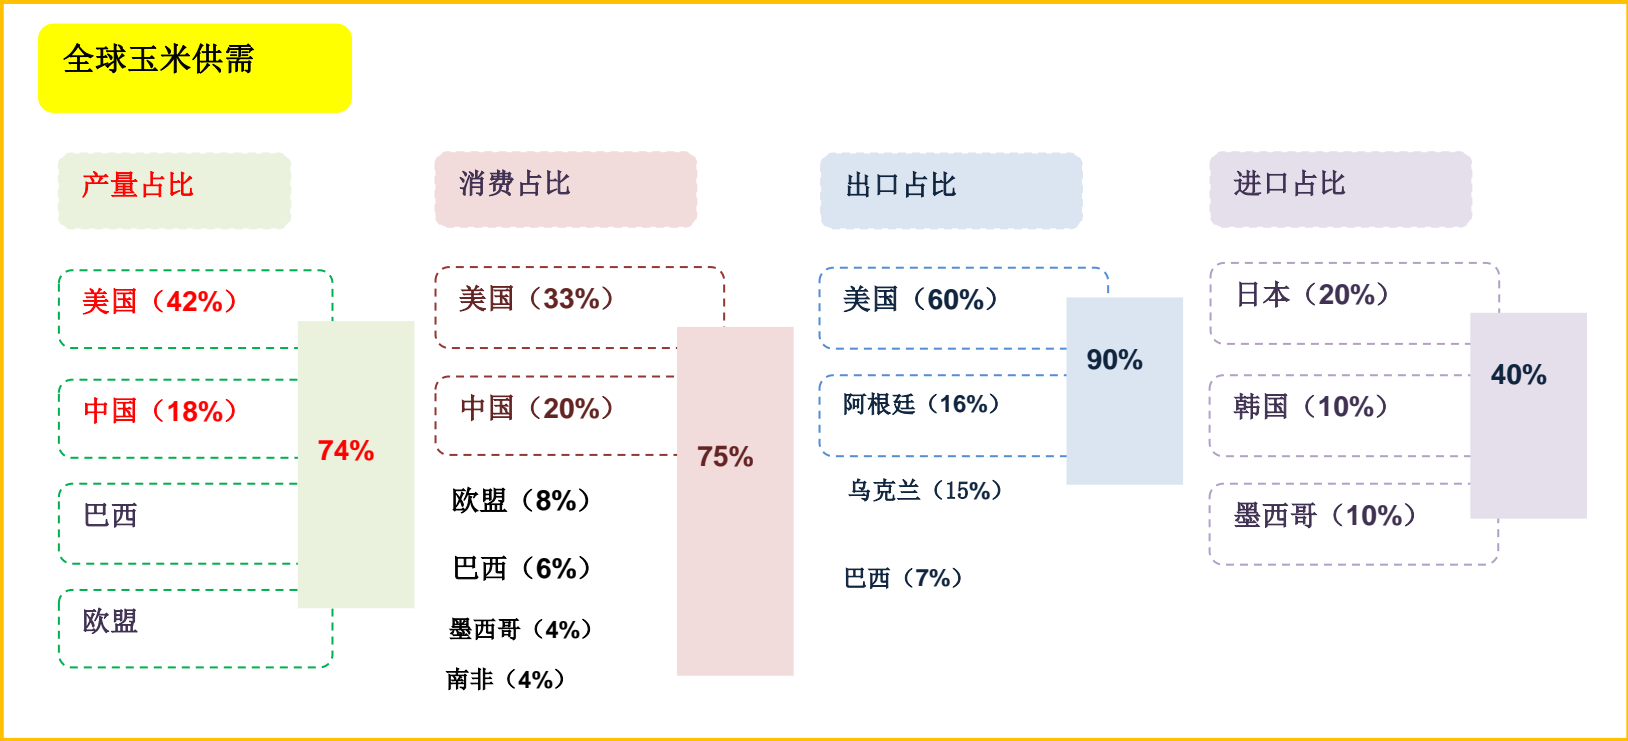 全球玉米供需
产量占比
美国（42%）
中国（18%）
巴西
欧盟
74%
消费占比
美国（33%）
中国（20%）
欧盟（8%）
巴西（6%）
墨西哥（4%）
南非（4%）
75%
出口占比
美国（60%）
阿根廷（16%）
乌克兰（15%）
巴西（7%）
90%
进口占比
日本（20%）
韩国（10%）
墨西哥（10%）
40%